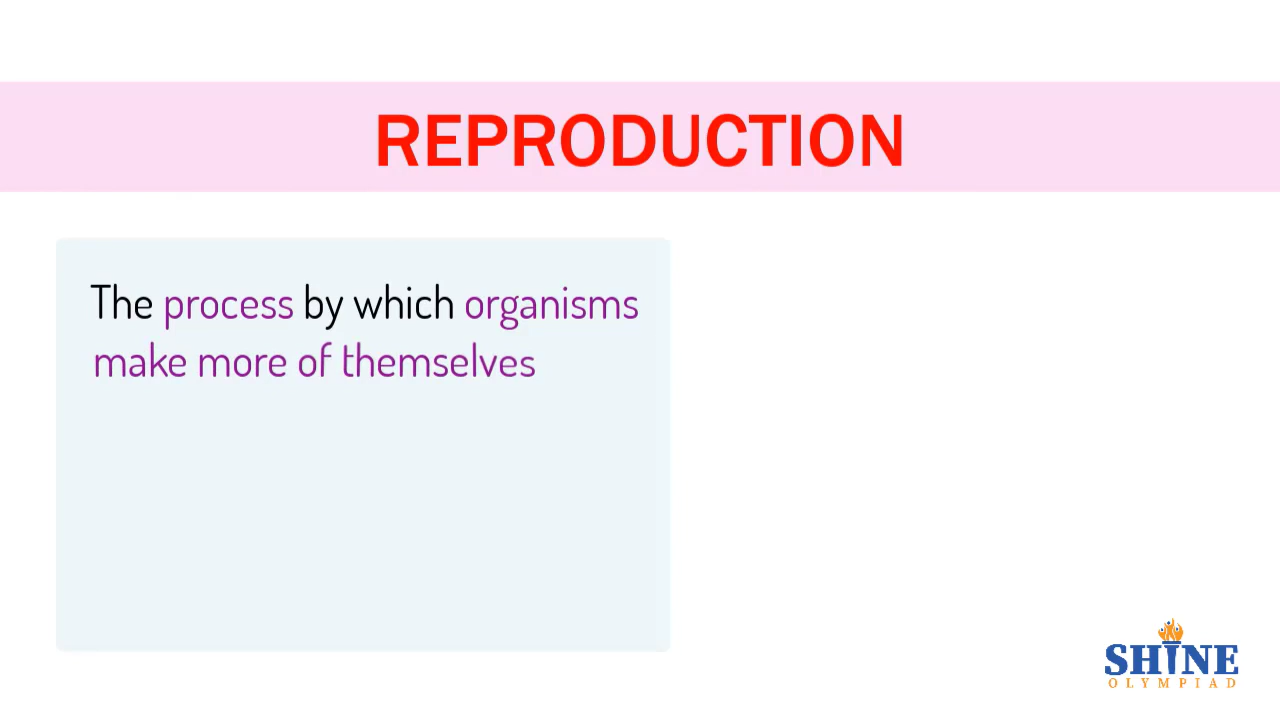 REPRODUCTION
The process by which organisms
make more of themselves
SHINE
OLYMPIAD